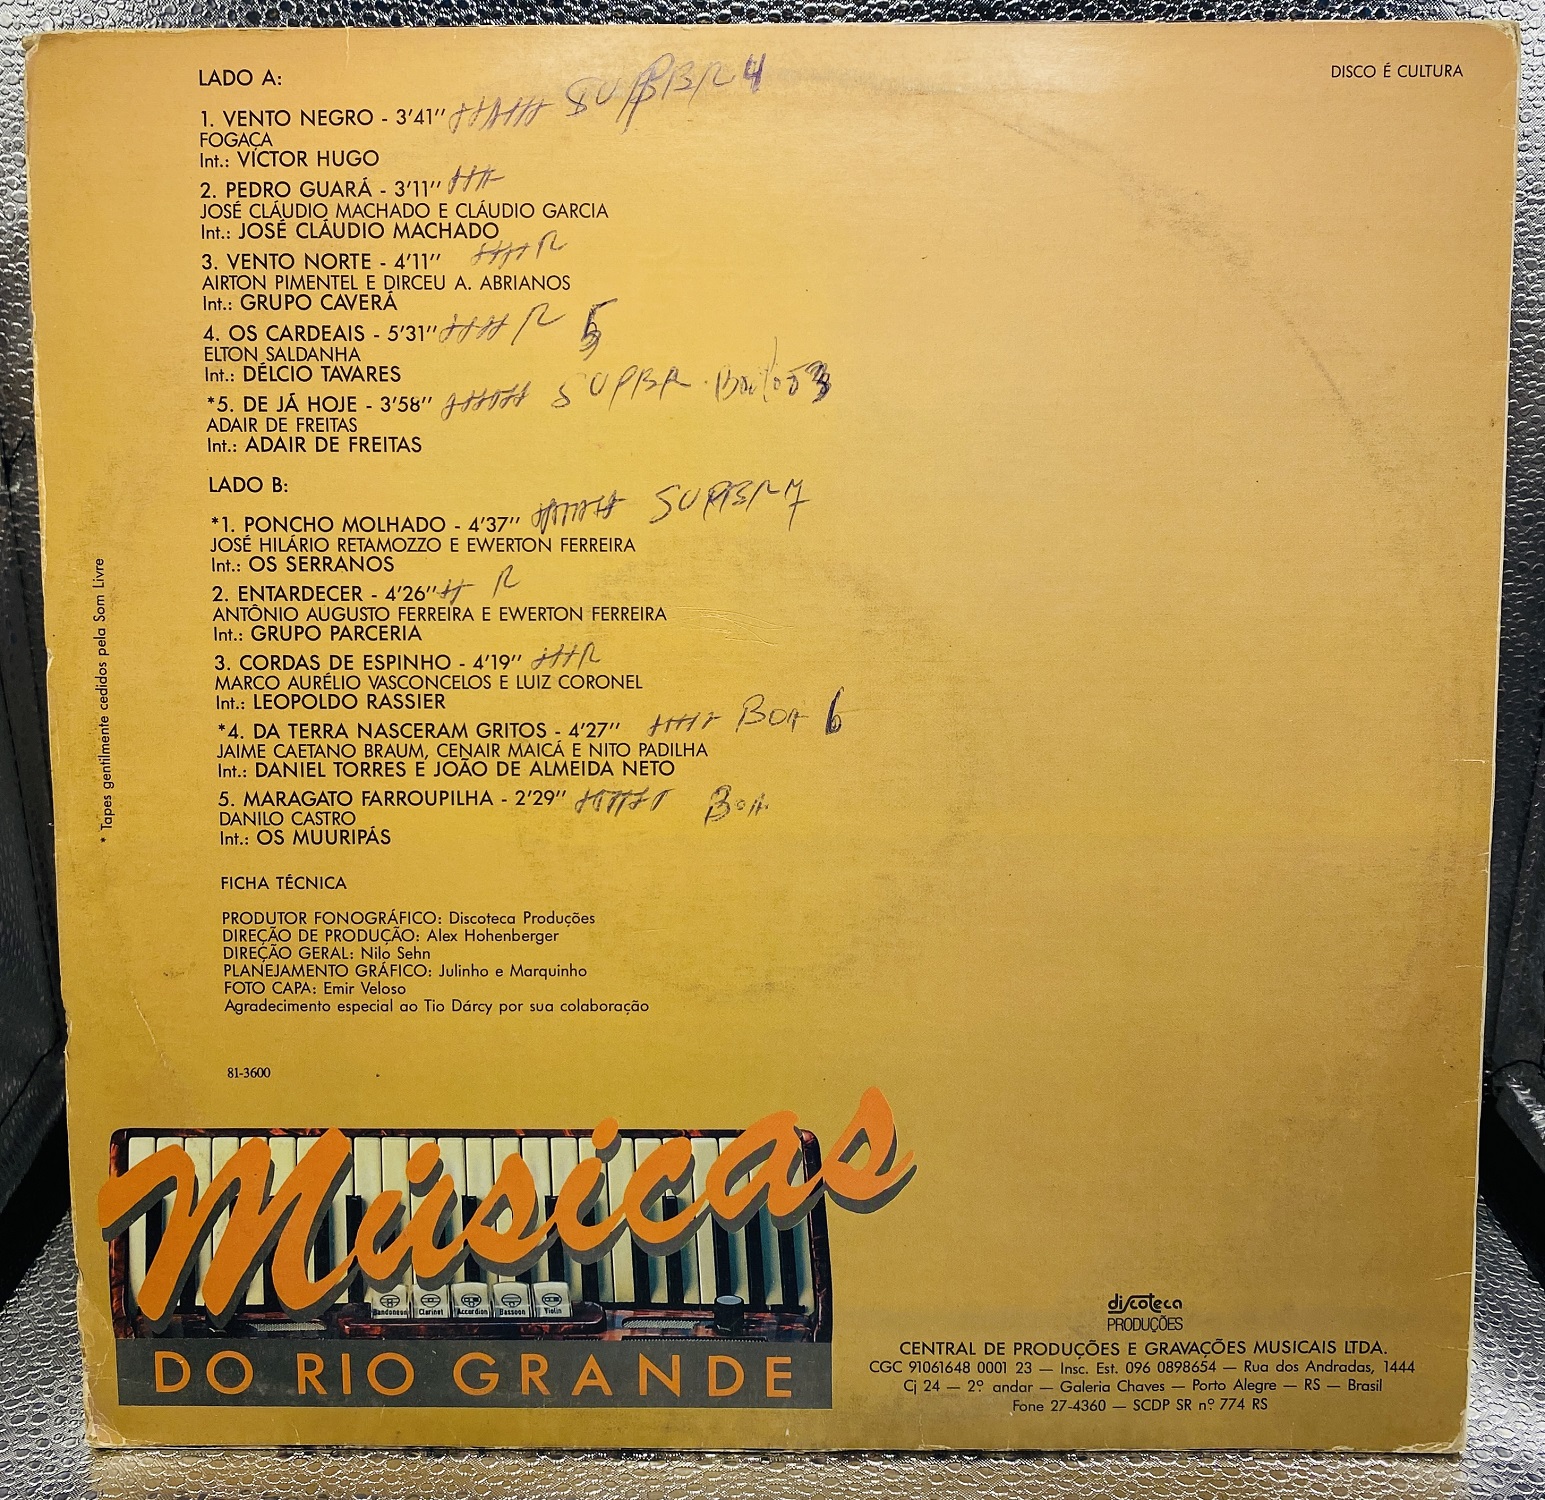 DISCO É CULTURA
LADO A:
SUPBR 4
1. VENTO NEGRO - 3'41''
FOGAÇA
Int.: VÍCTOR HUGO
2. PEDRO GUARÁ - 3'11''
JOSÉ CLÁUDIO MACHADO E CLÁUDIO GARCIA
Int.: JOSÉ CLÁUDIO MACHADO
3. VENTO NORTE - 4'11'' R
AIRTON PIMENTEL E DIRCEU A. ABRIANOS
Int.: GRUPO CAVERÁ
4. OS CARDEAIS - 5'31'' R 5
ELTON SALDANHA
Int.: DÉLCIO TAVARES
*5. DE JÁ HOJE - 3'58'' SUPBR 3
ADAIR DE FREITAS
Int.: ADAIR DE FREITAS
LADO B:
*1. PONCHO MOLHADO - 4'37'' SUPBR 7
JOSÉ HILÁRIO RETAMOZZO E EWERTON FERREIRA
Int.: OS SERRANOS
2. ENTARDECER - 4'26'' R
ANTÔNIO AUGUSTO FERREIRA E EWERTON FERREIRA
Int.: GRUPO PARCERIA
3. CORDAS DE ESPINHO - 4'19'' R
MARCO AURÉLIO VASCONCELOS E LUIZ CORONEL
Int.: LEOPOLDO RASSIER
*4. DA TERRA NASCERAM GRITOS - 4'27'' BOA 6
JAIME CAETANO BRAUM, CENAIR MAICÁ E NITO PADILHA
Int.: DANIEL TORRES E JOÃO DE ALMEIDA NETO
5. MARAGATO FARROUPILHA - 2'29'' BOA
DANILO CASTRO
Int.: OS MUURIPÁS
* Tapes gentilmente cedidos pela Som Livre
FICHA TÉCNICA
PRODUTOR FONOGRÁFICO: Discoteca Produções
DIREÇÃO DE PRODUÇÃO: Alex Hohenberger
DIREÇÃO GERAL: Nilo Sehn
PLANEJAMENTO GRÁFICO: Julinho e Marquinho
FOTO CAPA: Emir Veloso
Agradecimento especial ao Tio Dárcy por sua colaboração
81-3600
Músicas
Bandoneon Clarinet Accordion Bassoon Violin
DO RIO GRANDE
discoteca
PRODUÇÕES
CENTRAL DE PRODUÇÕES E GRAVAÇÕES MUSICAIS LTDA.
CGC 91061648 0001 23 — Insc. Est. 096 0898654 — Rua dos Andradas, 1444
Cj 24 — 2º andar — Galeria Chaves — Porto Alegre — RS — Brasil
Fone 27-4360 — SCDP SR nº 774 RS